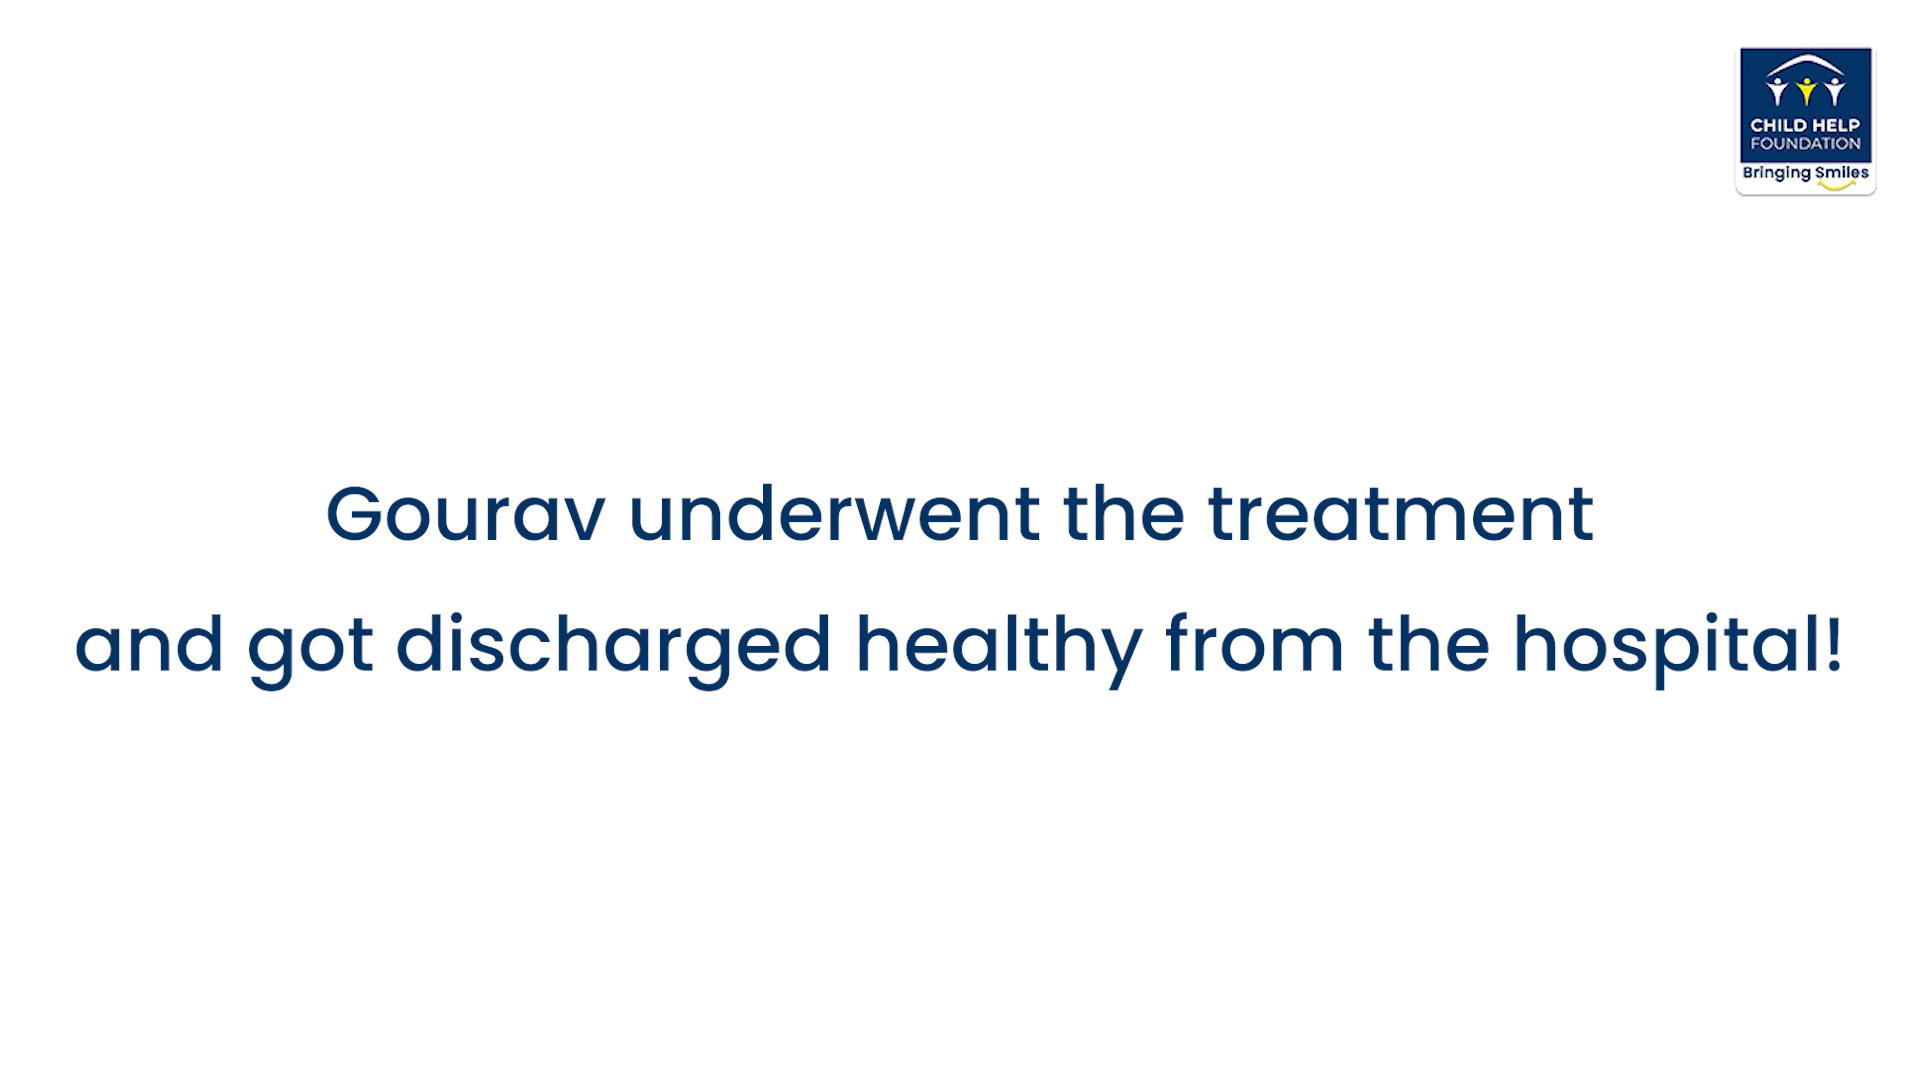 CHILD HELP
FOUNDATION
Bringing Smiles
Gourav underwent the treatment
and got discharged healthy from the hospital!